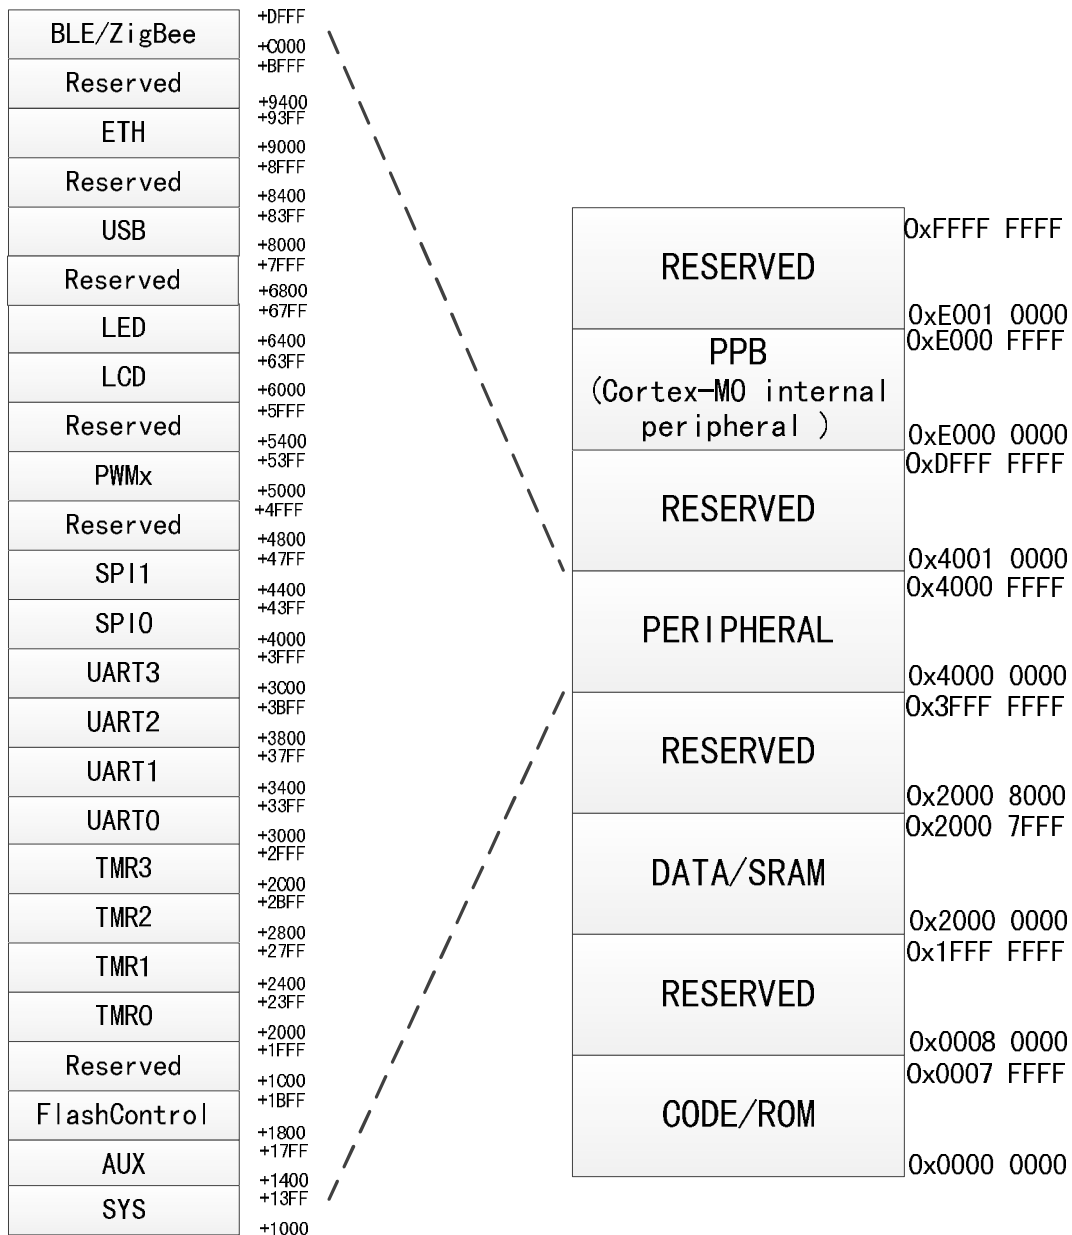 BLE/ZigBee
+DFFF
+C000
Reserved
+BFFF
+9400
ETH
+93FF
+9000
Reserved
+8FFF
+8400
USB
+83FF
+8000
Reserved
+7FFF
+6800
LED
+67FF
+6400
LCD
+63FF
+6000
Reserved
+5FFF
+5400
PWMx
+53FF
+5000
Reserved
+4FFF
+4800
SPI1
+47FF
+4400
SPI0
+43FF
+4000
UART3
+3FFF
+3C00
UART2
+3BFF
+3800
UART1
+37FF
+3400
UART0
+33FF
+3000
TMR3
+2FFF
+2C00
TMR2
+2BFF
+2800
TMR1
+27FF
+2400
TMR0
+23FF
+2000
Reserved
+1FFF
+1C00
FlashControl
+1BFF
+1800
AUX
+17FF
+1400
SYS
+13FF
+1000
RESERVED
0xFFFF FFFF
0xE001 0000
PPB
(Cortex-M0 internal
peripheral )
0xE000 FFFF
0xE000 0000
RESERVED
0xDFFF FFFF
0x4001 0000
PERIPHERAL
0x4000 FFFF
0x4000 0000
RESERVED
0x3FFF FFFF
0x2000 8000
DATA/SRAM
0x2000 7FFF
0x2000 0000
RESERVED
0x1FFF FFFF
0x0008 0000
CODE/ROM
0x0007 FFFF
0x0000 0000